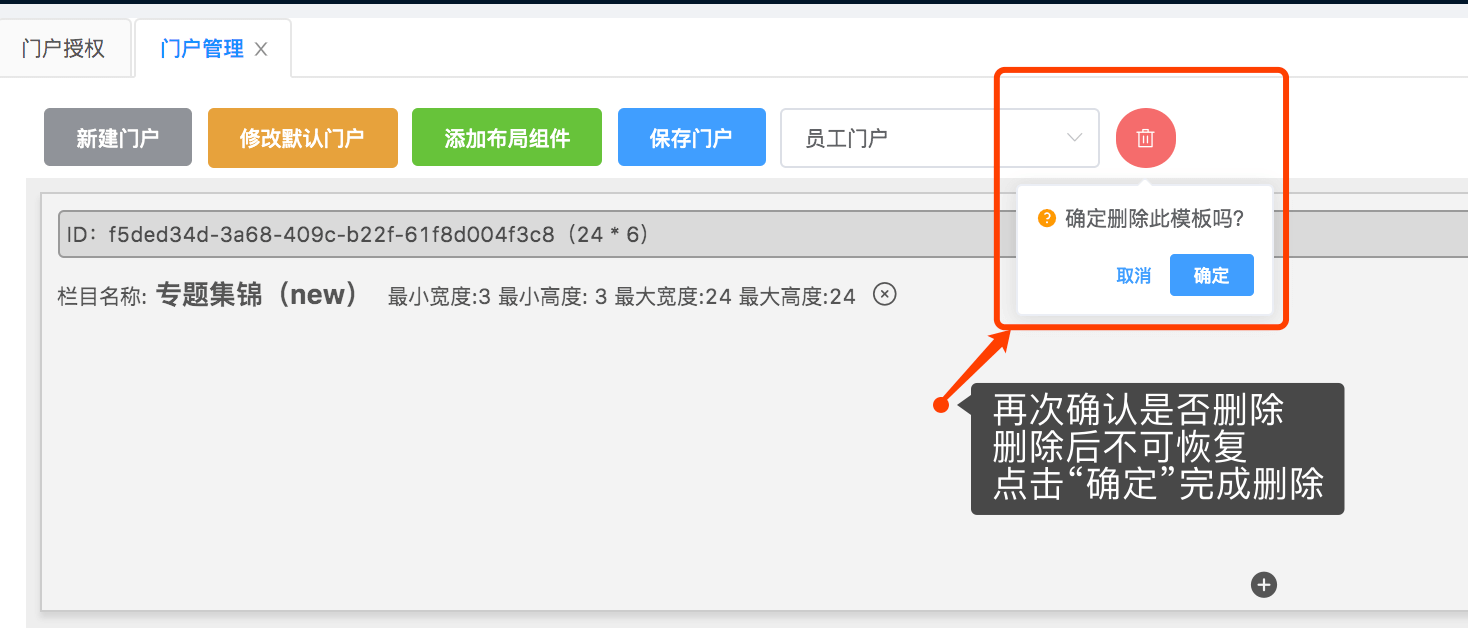 门户授权
门户管理
新建门户
修改默认门户
添加布局组件
保存门户
员工门户
确定删除此模板吗?
取消
确定
ID：f5ded34d-3a68-409c-b22f-61f8d004f3c8（24 * 6）
栏目名称: 专题集锦（new） 最小宽度:3 最小高度: 3 最大宽度:24 最大高度:24
再次确认是否删除
删除后不可恢复
点击“确定”完成删除